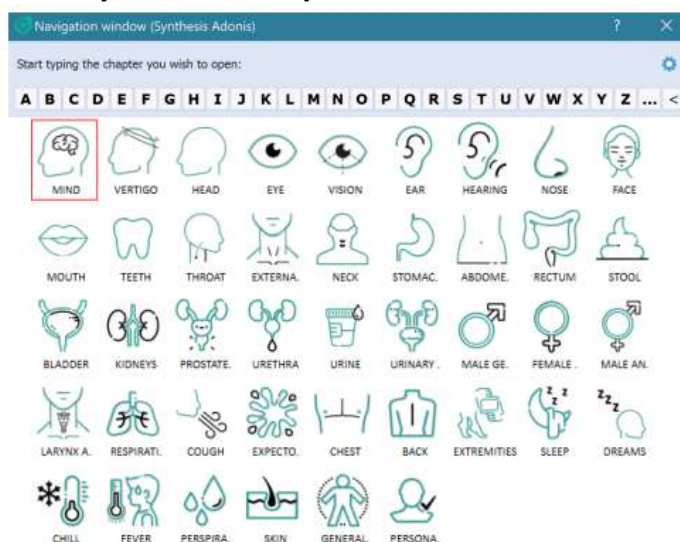 Navigation window (Synthesis Adonis) ? ×
Start typing the chapter you wish to open:
A B C D E F G H I J K L M N O P Q R S T U V W X Y Z ... <
MIND VERTIGO HEAD EYE VISION EAR HEARING NOSE FACE
MOUTH TEETH THROAT EXTERNA. NECK STOMAC. ABDOME. RECTUM STOOL
BLADDER KIDNEYS PROSTATE. URETHRA URINE URINARY . MALE GE. FEMALE . MALE AN.
LARYNX A. RESPIRATI. COUGH EXPECTO. CHEST BACK EXTREMITIES SLEEP DREAMS
CHILL FEVER PERSPIRA. SKIN GENERAL. PERSONA.